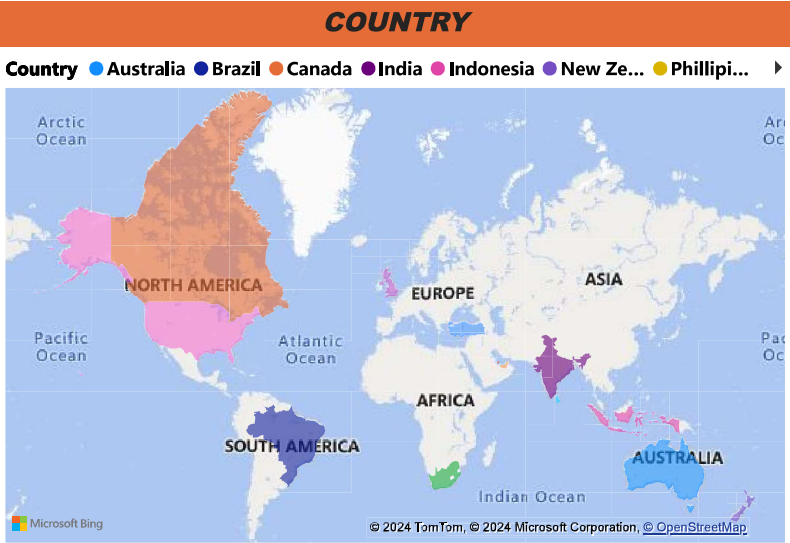 COUNTRY
Country Australia Brazil Canada India Indonesia New Ze... Phillipi...
Arctic
Ocean
Ar
Oc
NORTH AMERICA
EUROPE
ASIA
Pacific
Ocean
Atlantic
Ocean
Pac
Oc
AFRICA
SOUTH AMERICA
AUSTRALIA
Indian Ocean
Microsoft Bing
© 2024 TomTom, © 2024 Microsoft Corporation, © OpenStreetMap